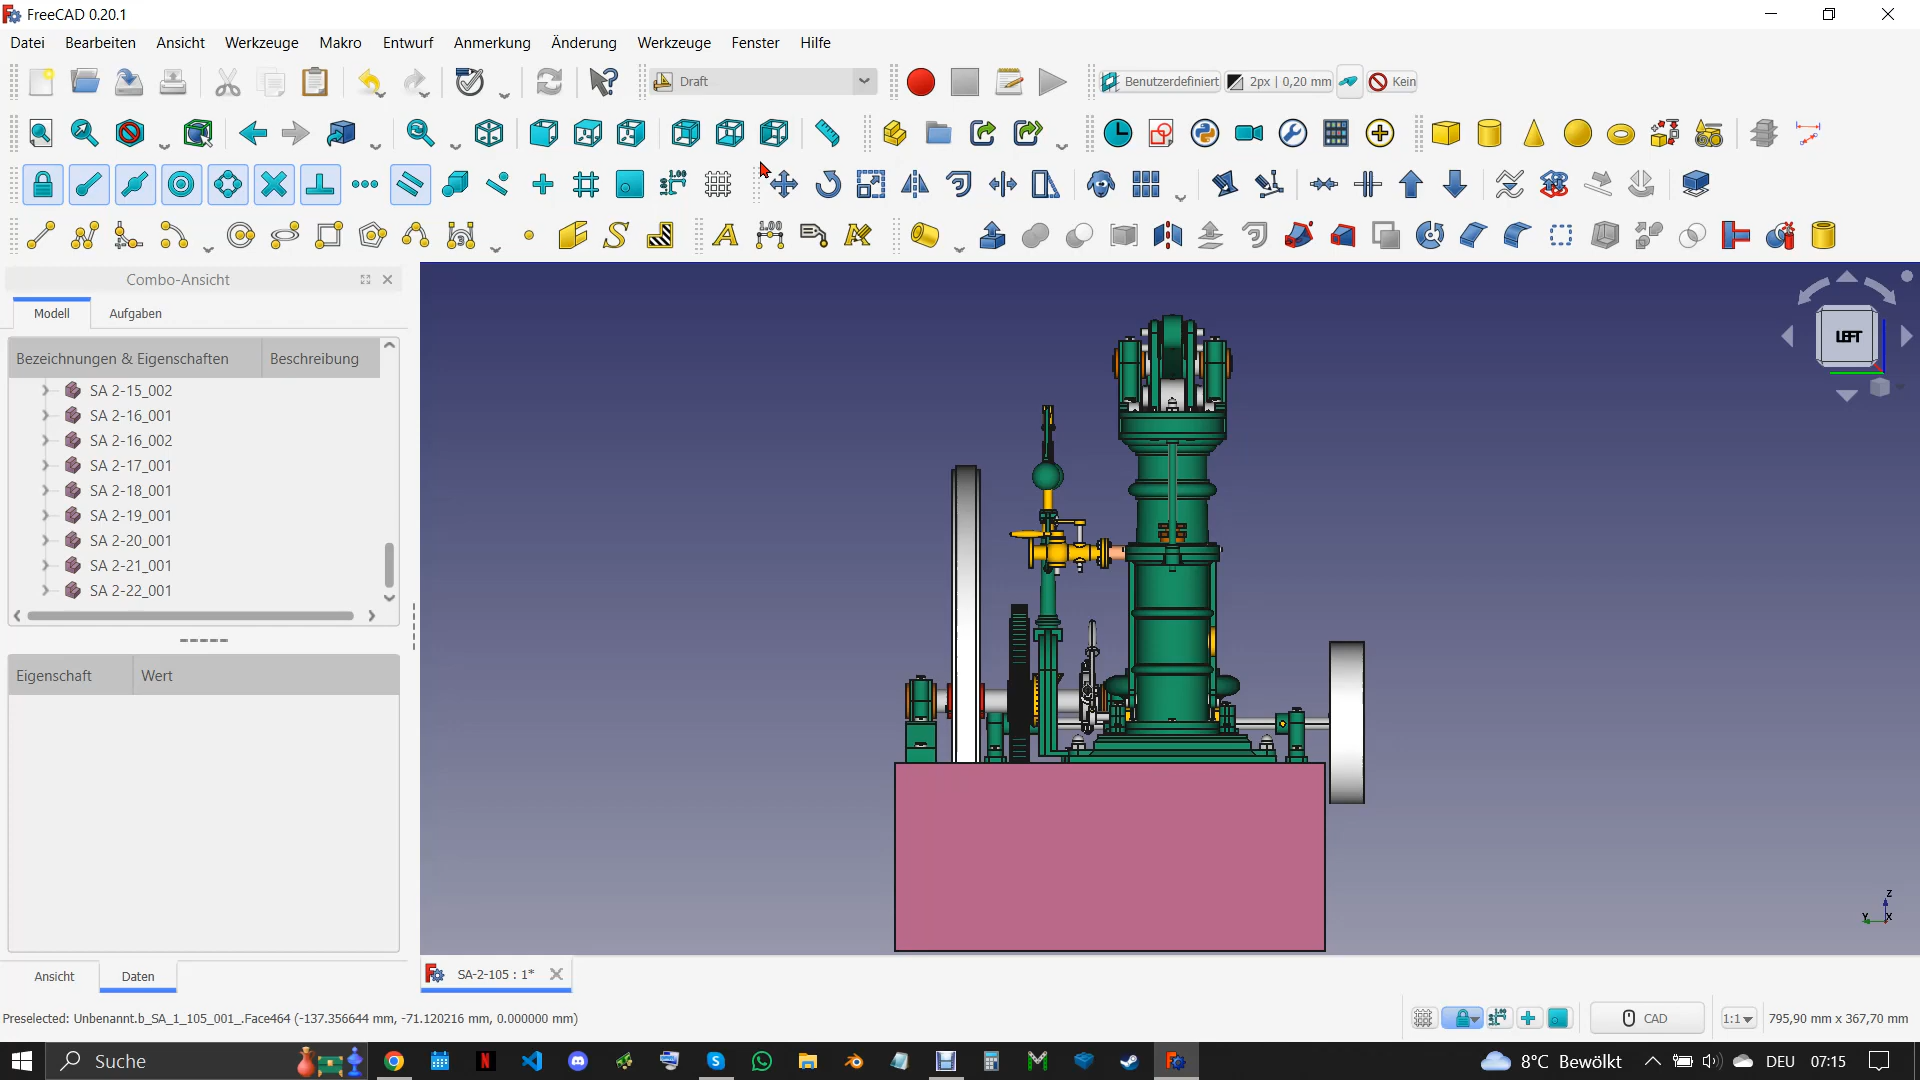 FreeCAD 0.20.1
Datei Bearbeiten Ansicht Werkzeuge Makro Entwurf Anmerkung Änderung Werkzeuge Fenster Hilfe
Draft Benutzerdefiniert 2px | 0,20 mm Kein
1.00
A 1.00 S
Combo-Ansicht
Modell Aufgaben
Bezeichnungen & Eigenschaften Beschreibung
SA 2-15_002
SA 2-16_001
SA 2-16_002
SA 2-17_001
SA 2-18_001
SA 2-19_001
SA 2-20_001
SA 2-21_001
SA 2-22_001
Eigenschaft Wert
LEFT
Z
Y X
Ansicht Daten
SA-2-105 : 1*
Preselected: Unbenannt.b_SA_1_105_001_.Face464 (-137.356644 mm, -71.120216 mm, 0.000000 mm)
CAD 1:1 795,90 mm x 367,70 mm
Suche 8°C Bewölkt DEU 07:15